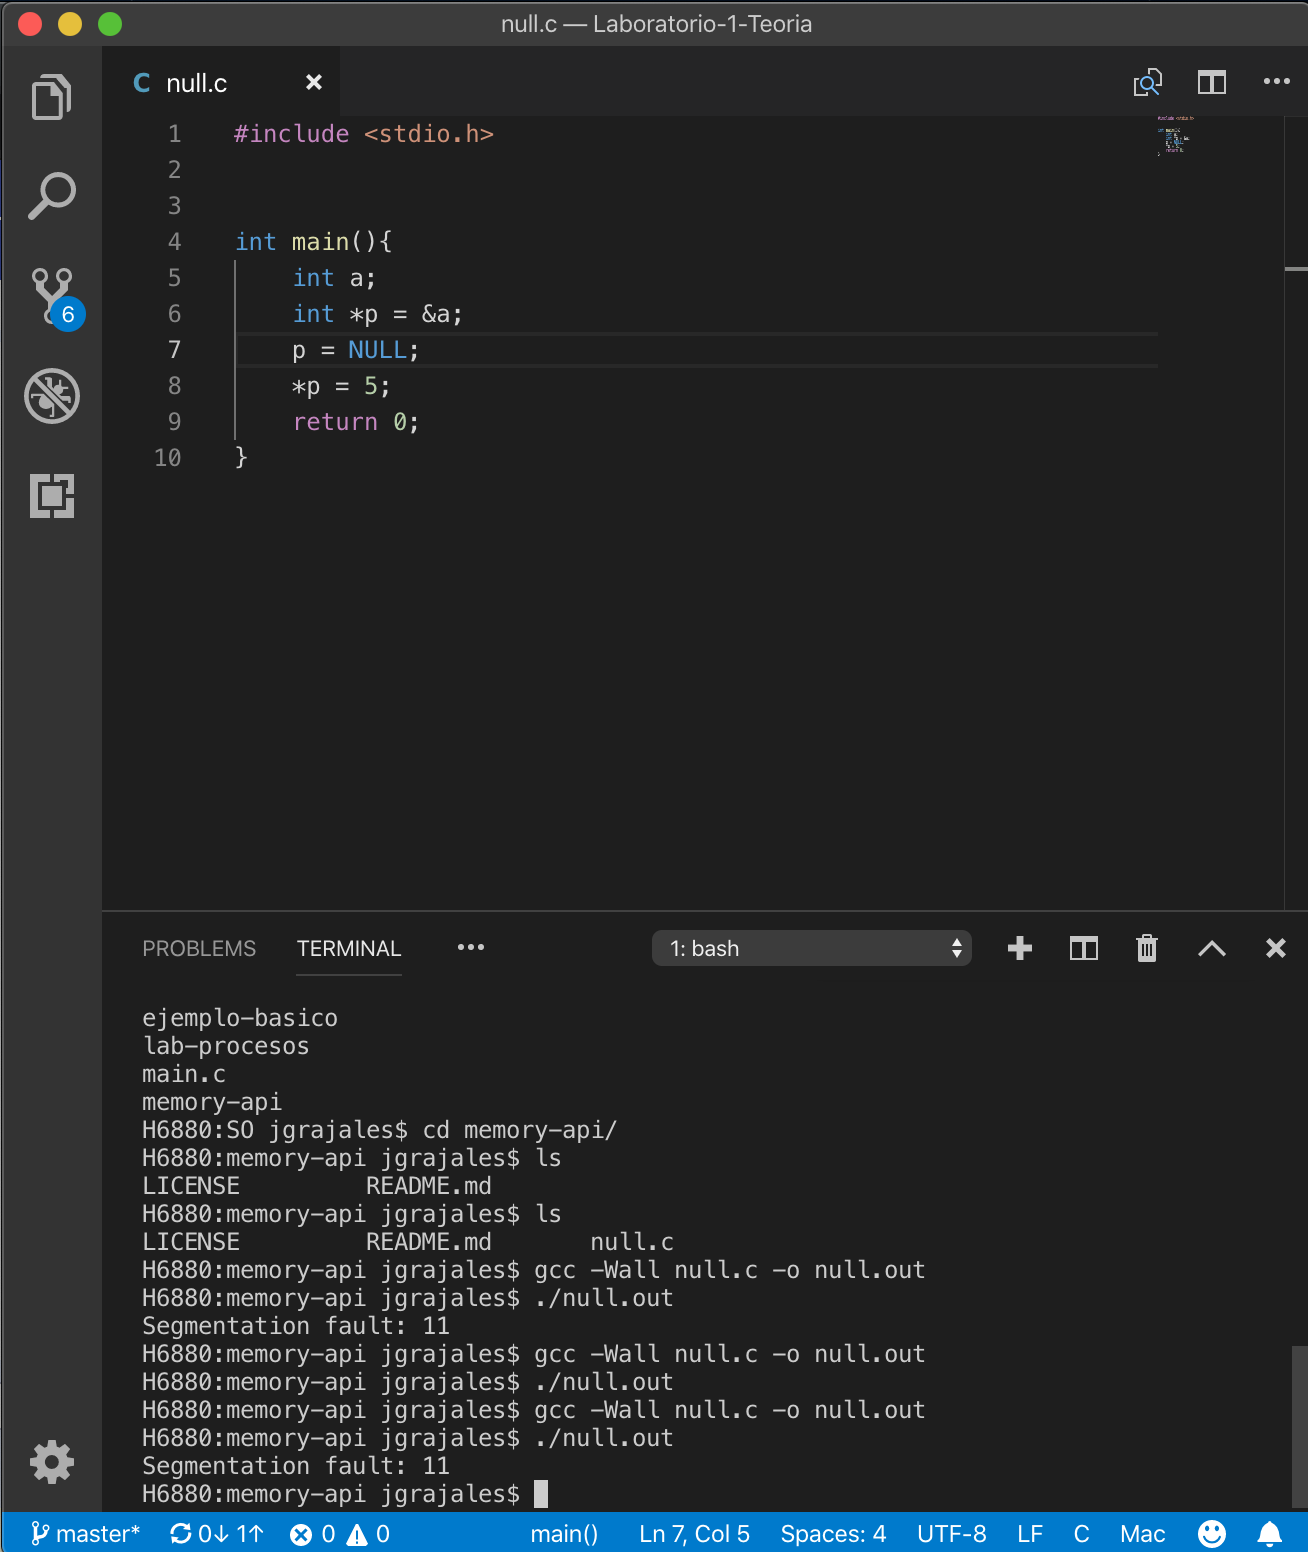 null.c — Laboratorio-1-Teoria
C null.c
1 #include <stdio.h>
2
3
4 int main(){
5 int a;
6 int *p = &a;
7 p = NULL;
8 *p = 5;
9 return 0;
10 }
6
PROBLEMS TERMINAL 1: bash
ejemplo-basico
lab-procesos
main.c
memory-api
H6880:SO jgrajales$ cd memory-api/
H6880:memory-api jgrajales$ ls
LICENSE README.md
H6880:memory-api jgrajales$ ls
LICENSE README.md null.c
H6880:memory-api jgrajales$ gcc -Wall null.c -o null.out
H6880:memory-api jgrajales$ ./null.out
Segmentation fault: 11
H6880:memory-api jgrajales$ gcc -Wall null.c -o null.out
H6880:memory-api jgrajales$ ./null.out
H6880:memory-api jgrajales$ gcc -Wall null.c -o null.out
H6880:memory-api jgrajales$ ./null.out
Segmentation fault: 11
H6880:memory-api jgrajales$
master* 0↓ 1↑ 0 0 main() Ln 7, Col 5 Spaces: 4 UTF-8 LF C Mac